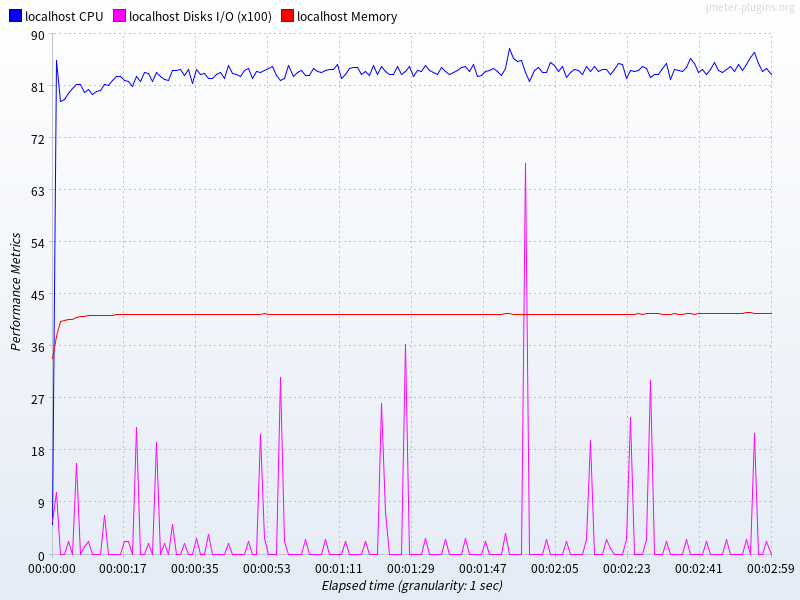 jmeter-plugins.org
localhost CPU localhost Disks I/O (x100) localhost Memory
90
81
72
63
54
45
36
27
18
9
0
Performance Metrics
00:00:00 00:00:17 00:00:35 00:00:53 00:01:11 00:01:29 00:01:47 00:02:05 00:02:23 00:02:41 00:02:59
Elapsed time (granularity: 1 sec)